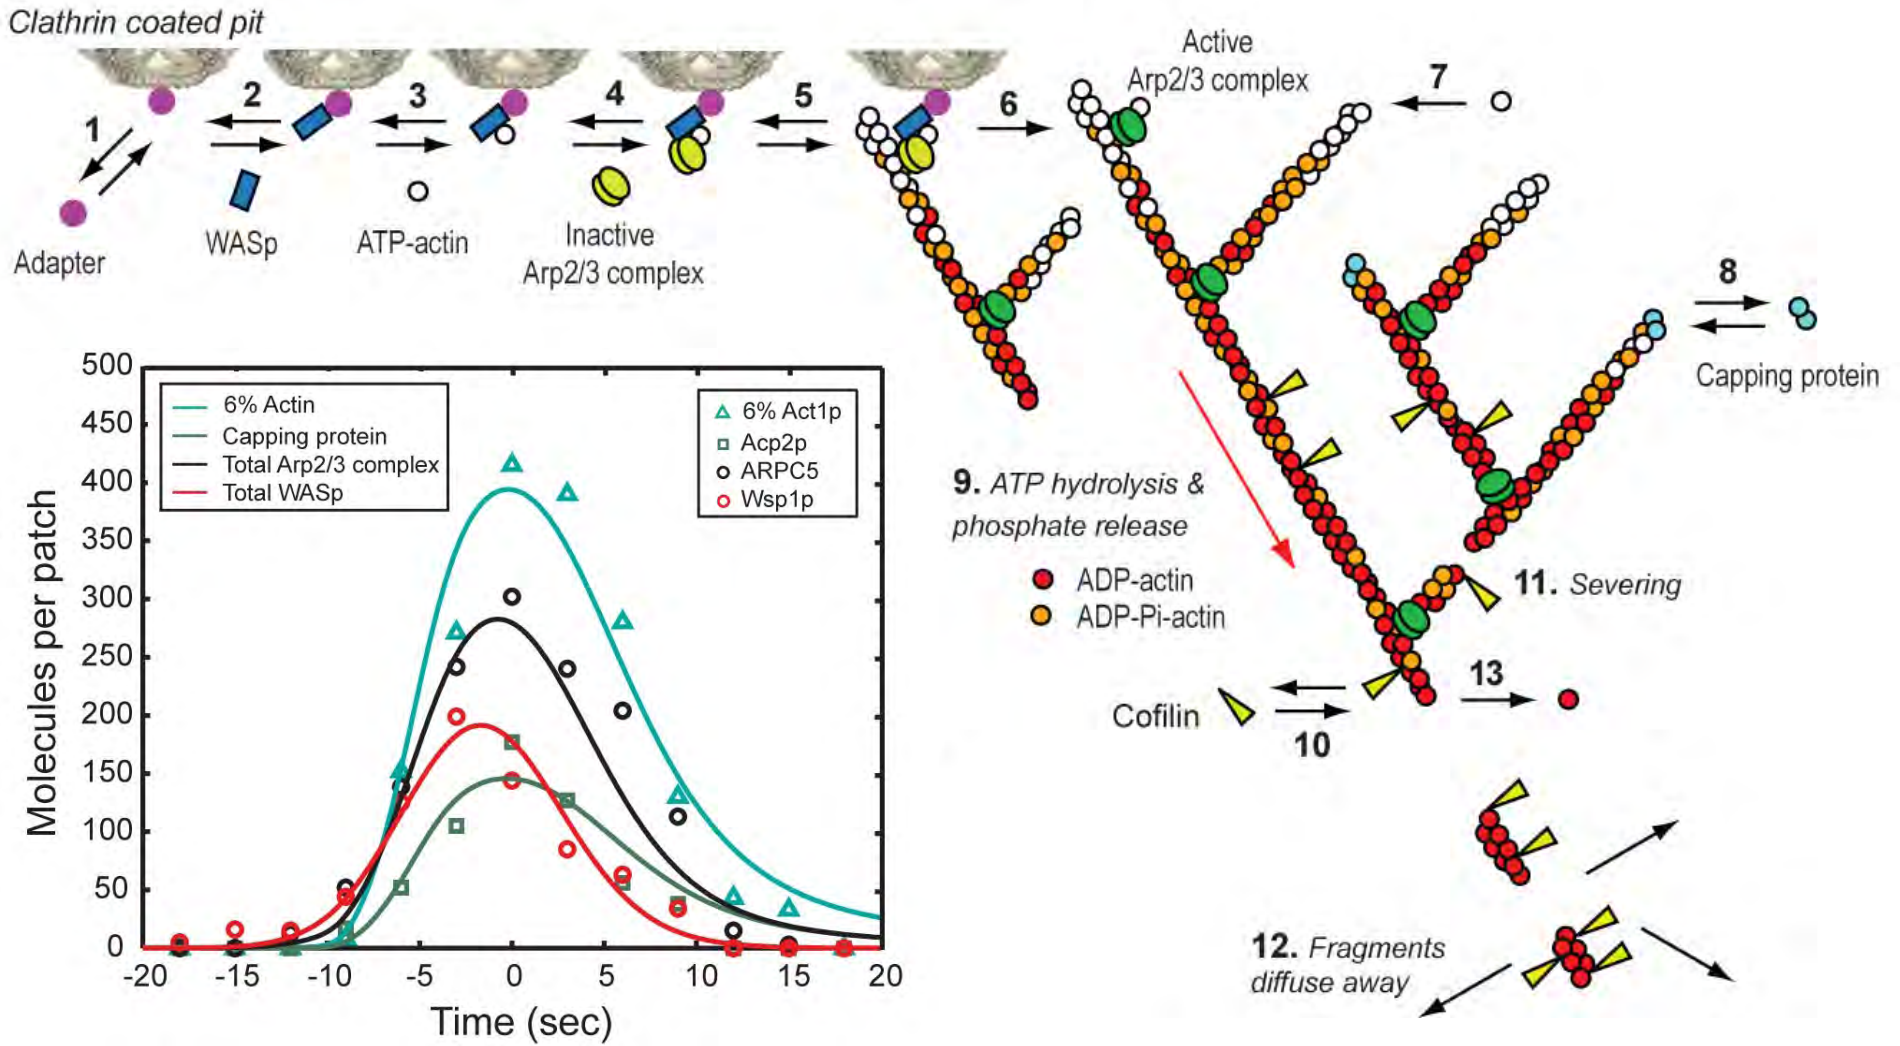 Clathrin coated pit
1
2
3
4
5
6
7
Active
Arp2/3 complex
Adapter
WASp
ATP-actin
Inactive
Arp2/3 complex
8
Capping protein
9. ATP hydrolysis &
phosphate release
ADP-actin
ADP-Pi-actin
11. Severing
Cofilin
10
13
12. Fragments
diffuse away
500
450
400
350
300
250
200
150
100
50
0
Molecules per patch
6% Actin
Capping protein
Total Arp2/3 complex
Total WASp
6% Act1p
Acp2p
ARPC5
Wsp1p
-20 -15 -10 -5 0 5 10 15 20
Time (sec)